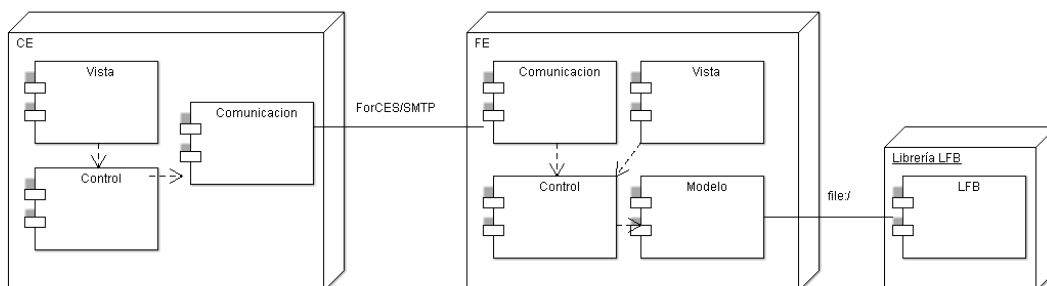 CE
Vista
Comunicacion
Control
ForCES/SMTP
FE
Comunicacion
Vista
Control
Modelo
file:/
Librería LFB
LFB